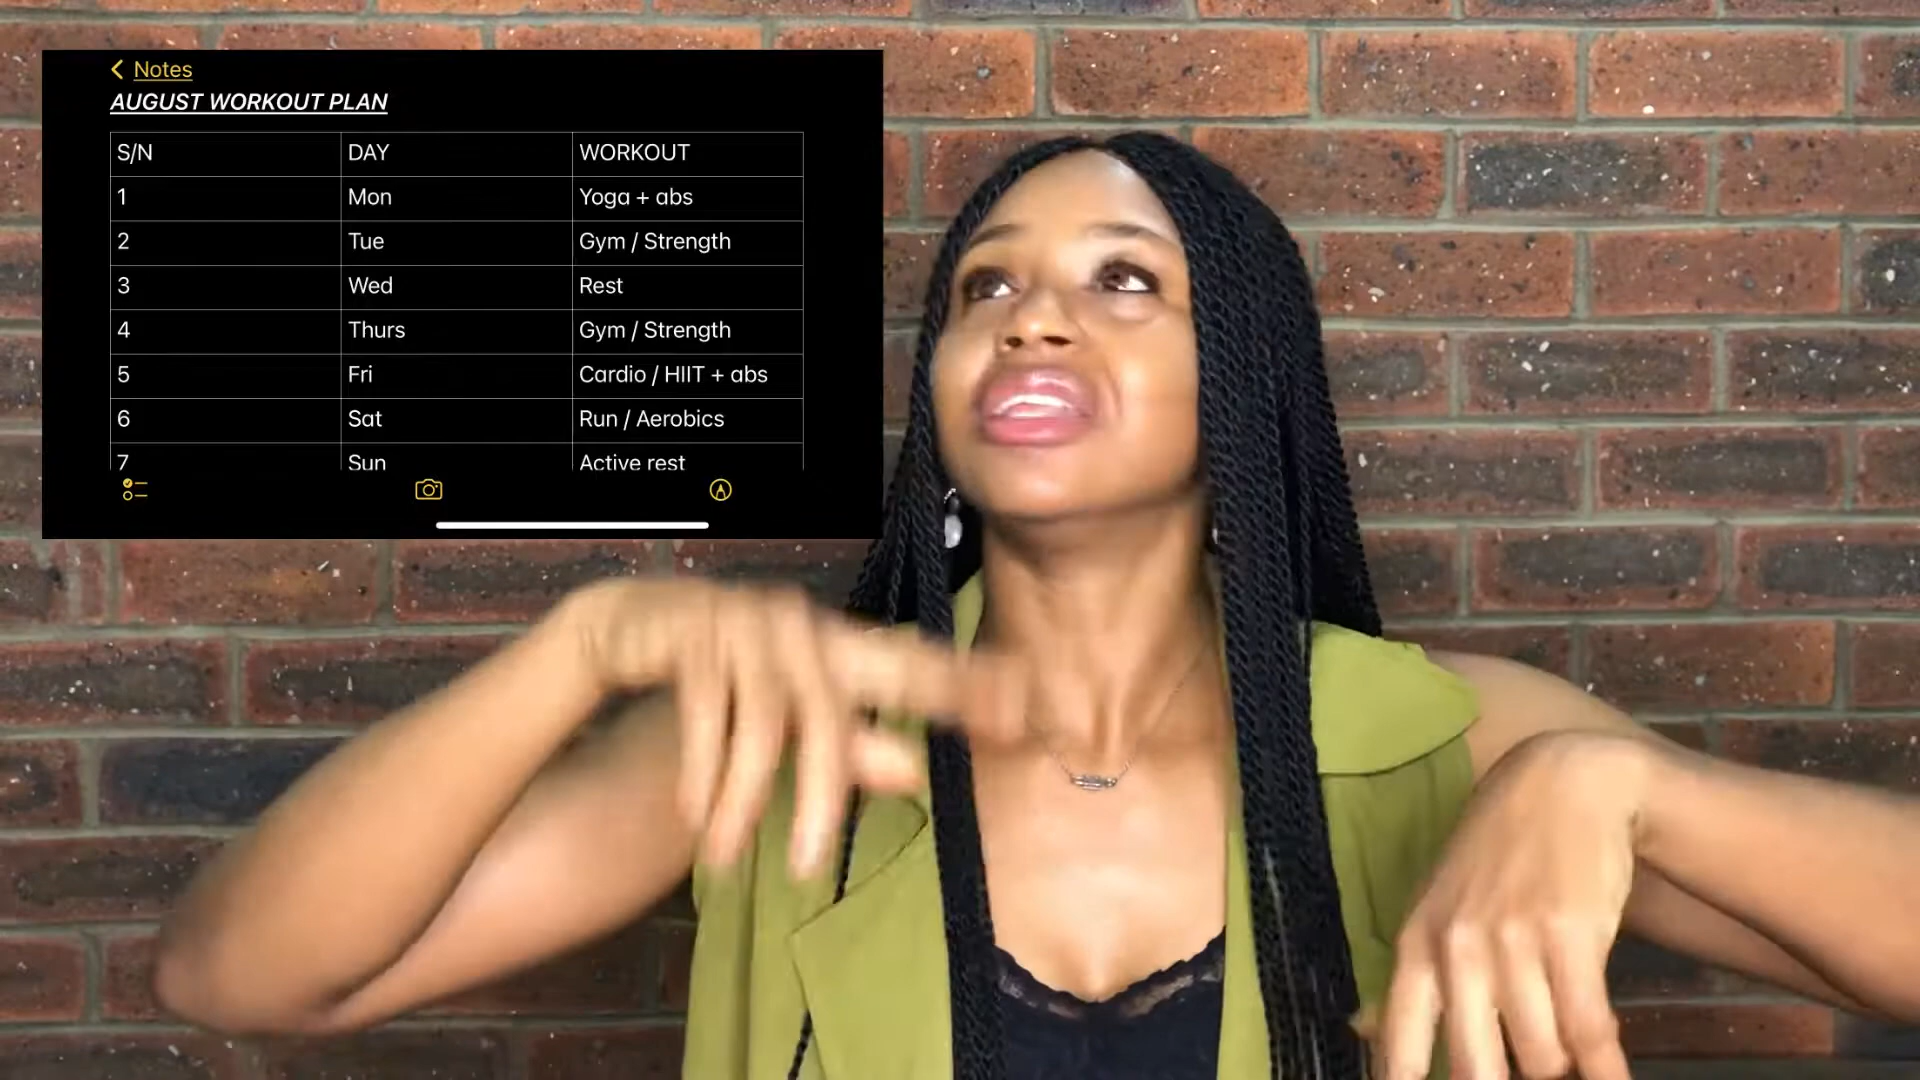 Notes
AUGUST WORKOUT PLAN
S/N DAY WORKOUT
1 Mon Yoga + abs
2 Tue Gym / Strength
3 Wed Rest
4 Thurs Gym / Strength
5 Fri Cardio / HIIT + abs
6 Sat Run / Aerobics
7 Sun Active rest